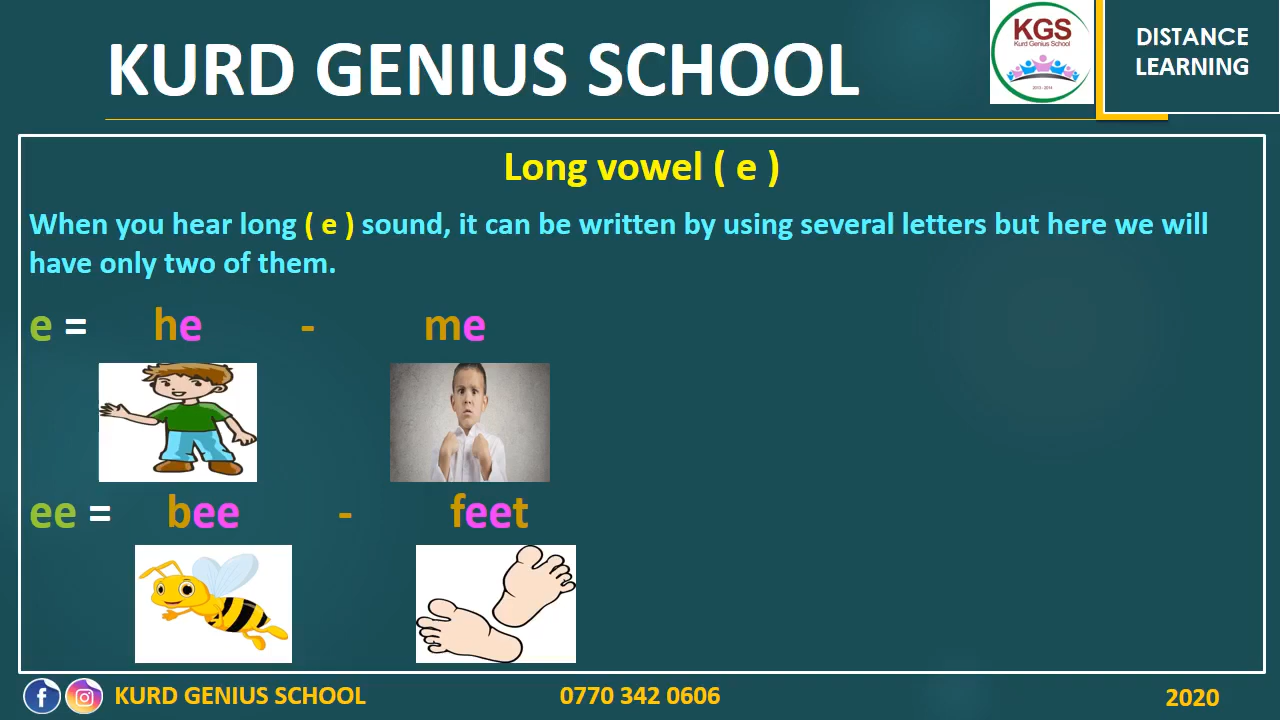 KURD GENIUS SCHOOL
KGS
Kurd Genius School
2013 - 2014
DISTANCE
LEARNING
Long vowel ( e )
When you hear long ( e ) sound, it can be written by using several letters but here we will
have only two of them.
e = he - me
ee = bee - feet
KURD GENIUS SCHOOL 0770 342 0606 2020